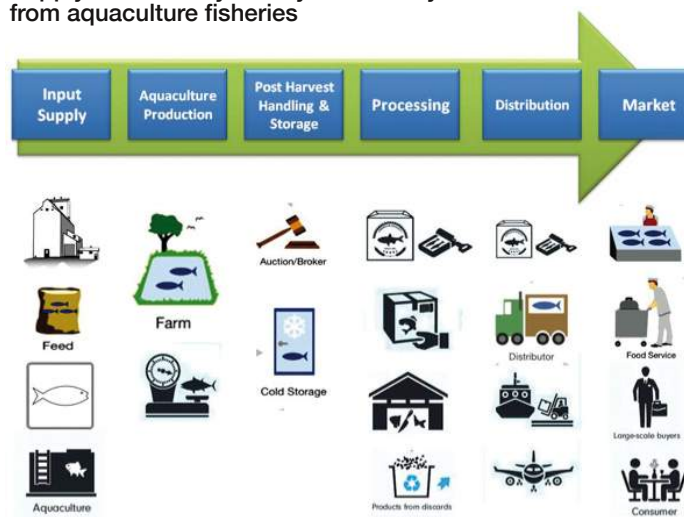 from aquaculture fisheries
Input
Supply
Aquaculture
Production
Post Harvest
Handling &
Storage
Processing
Distribution
Market
Auction/Broker
Feed
Farm
Cold Storage
Distributor
Food Service
Large-scale buyers
Aquaculture
Products from discards
Consumer